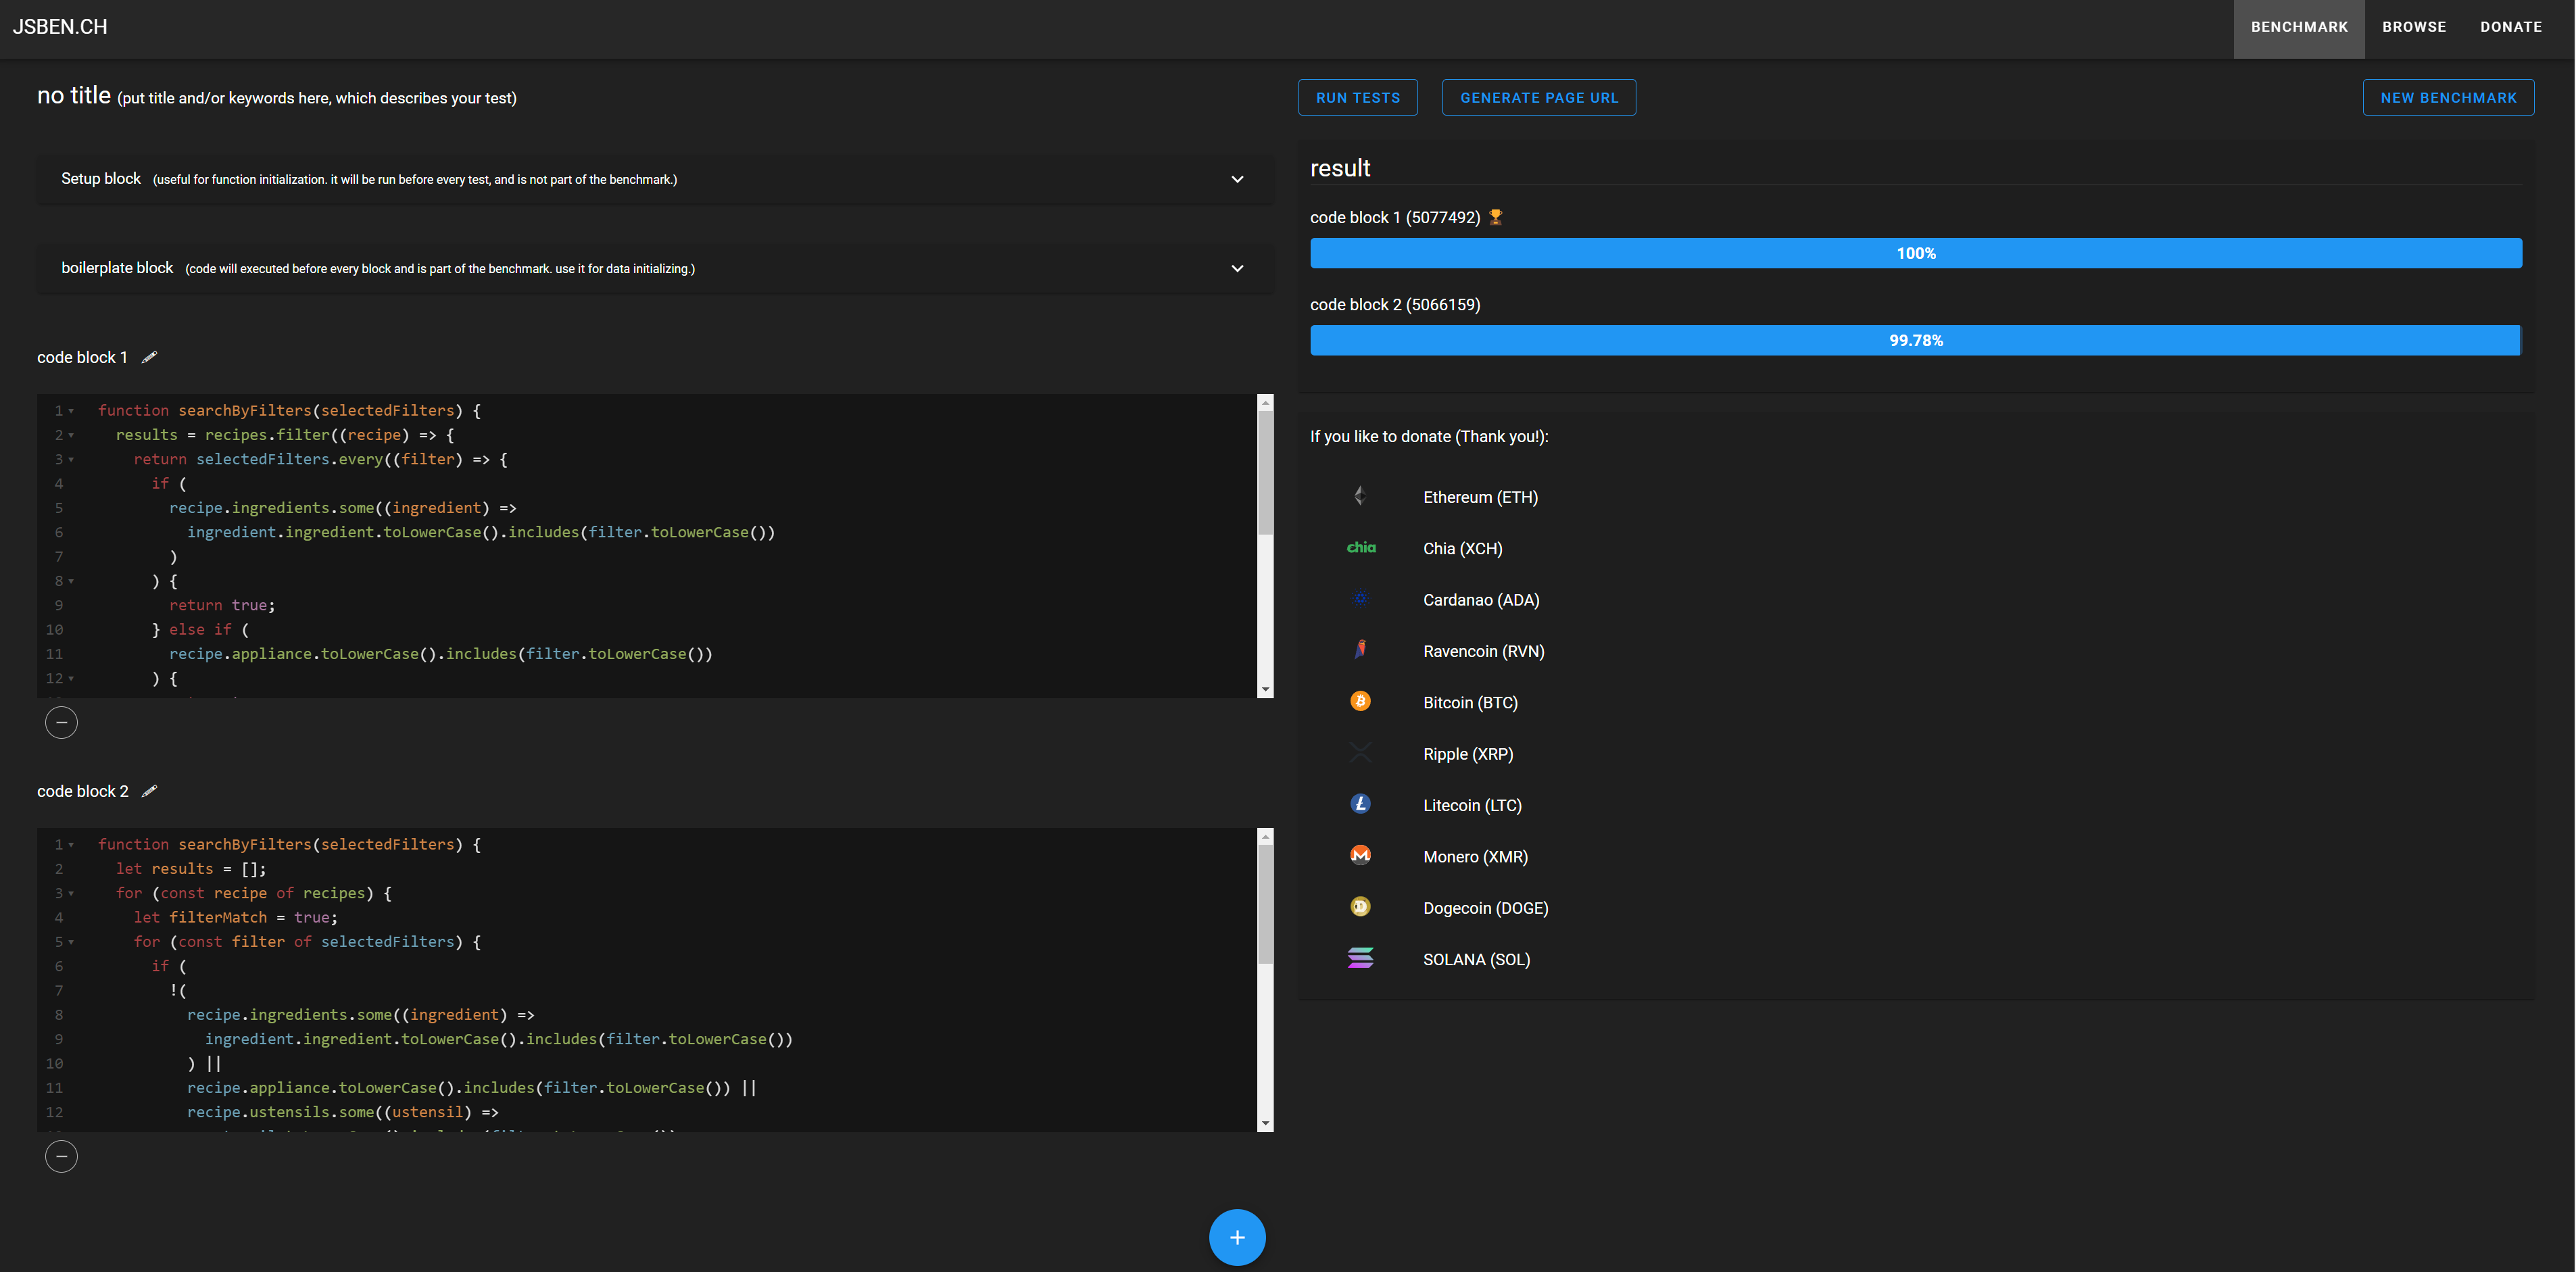 JSBEN.CH
BENCHMARK
BROWSE
DONATE
no title (put title and/or keywords here, which describes your test)
RUN TESTS
GENERATE PAGE URL
NEW BENCHMARK
Setup block (useful for function initialization. it will be run before every test, and is not part of the benchmark.)
boilerplate block (code will executed before every block and is part of the benchmark. use it for data initializing.)
code block 1
1 function searchByFilters(selectedFilters) {
2 results = recipes.filter((recipe) => {
3 return selectedFilters.every((filter) => {
4 if (
5 recipe.ingredients.some((ingredient) =>
6 ingredient.ingredient.toLowerCase().includes(filter.toLowerCase())
7 )
8 ) {
9 return true;
10 } else if (
11 recipe.appliance.toLowerCase().includes(filter.toLowerCase())
12 ) {
code block 2
1 function searchByFilters(selectedFilters) {
2 let results = [];
3 for (const recipe of recipes) {
4 let filterMatch = true;
5 for (const filter of selectedFilters) {
6 if (
7 !(
8 recipe.ingredients.some((ingredient) =>
9 ingredient.ingredient.toLowerCase().includes(filter.toLowerCase())
10 ) ||
11 recipe.appliance.toLowerCase().includes(filter.toLowerCase()) ||
12 recipe.ustensils.some((ustensil) =>
result
code block 1 (5077492)
100%
code block 2 (5066159)
99.78%
If you like to donate (Thank you!):
Ethereum (ETH)
chia Chia (XCH)
Cardanao (ADA)
Ravencoin (RVN)
Bitcoin (BTC)
Ripple (XRP)
Litecoin (LTC)
Monero (XMR)
Dogecoin (DOGE)
SOLANA (SOL)